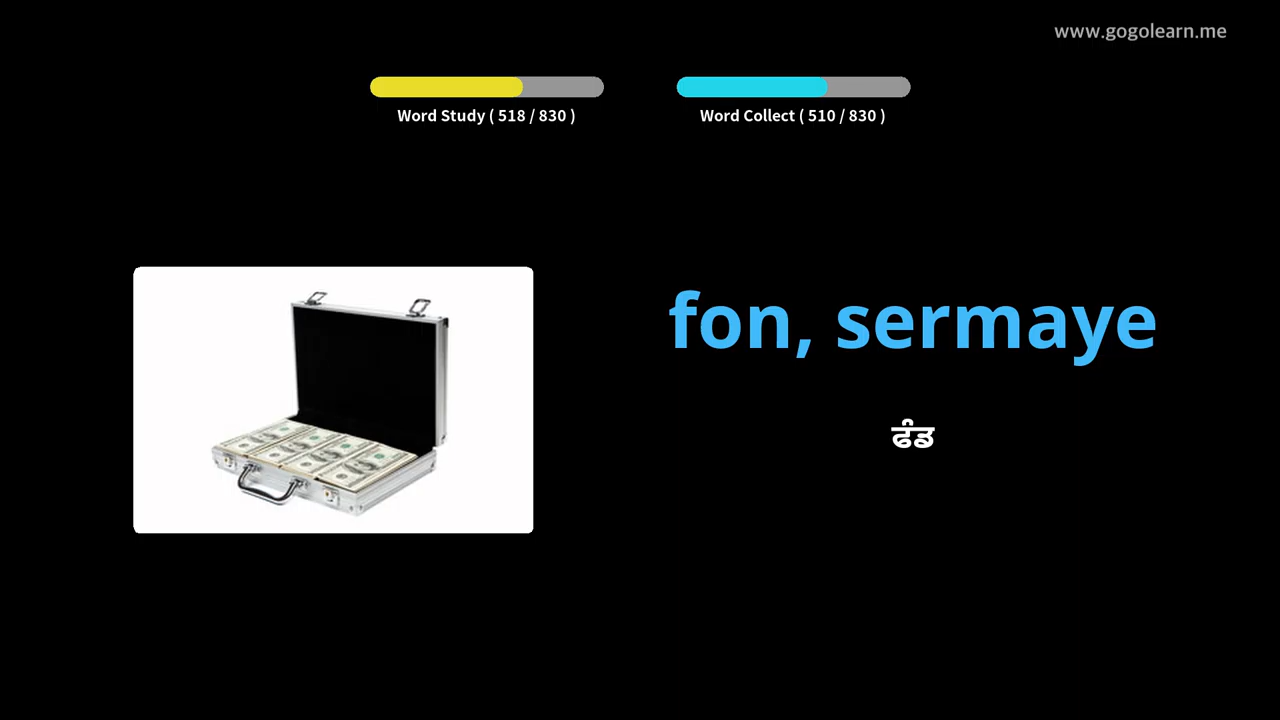 www.gogolearn.me
Word Study ( 518 / 830 )
Word Collect ( 510 / 830 )
fon, sermaye
ਫੰਡ